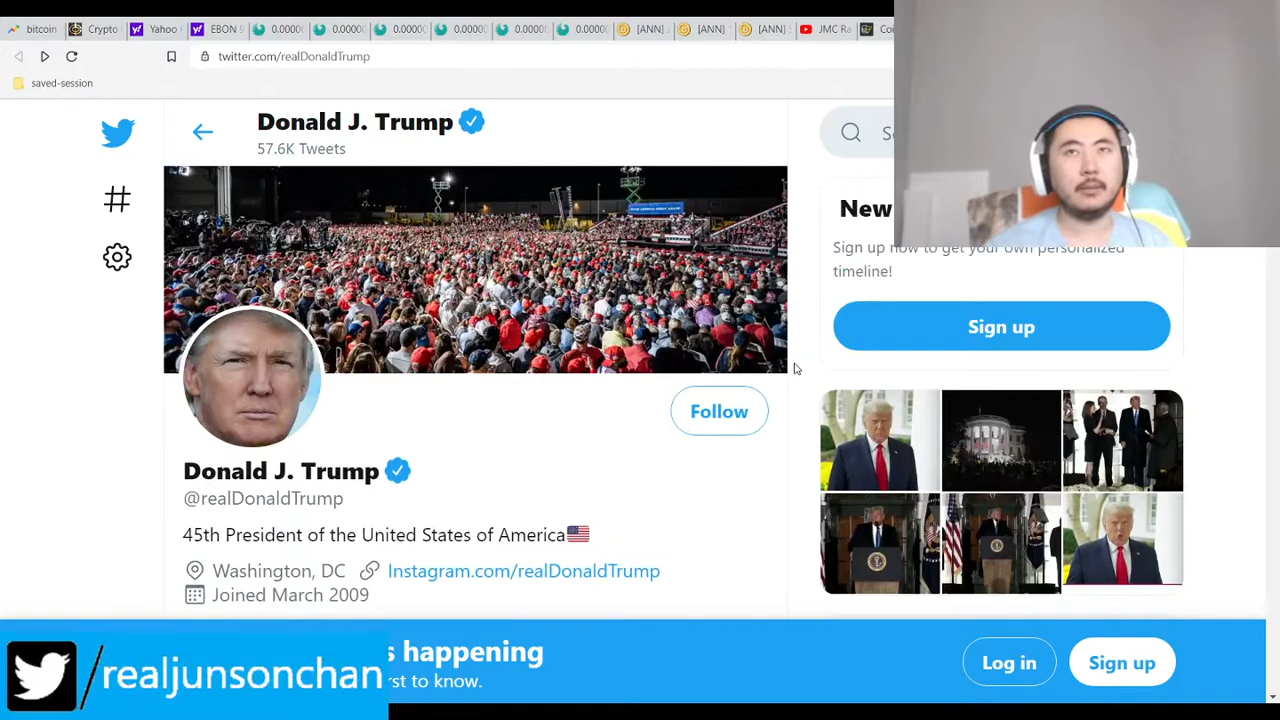 bitcoin
Crypto
Yahoo
EBON
0.0000
0.0000
0.0000
0.0000
0.0000
0.0000
[ANN]
[ANN]
[ANN]
JMC Ra
twitter.com/realDonaldTrump
saved-session
Donald J. Trump
57.6K Tweets
New
Sign up now to get your own personalized
timeline!
Sign up
Follow
Donald J. Trump
@realDonaldTrump
45th President of the United States of America
Washington, DC
Instagram.com/realDonaldTrump
Joined March 2009
s happening
rst to know.
Log in
Sign up
/realjunsonchan